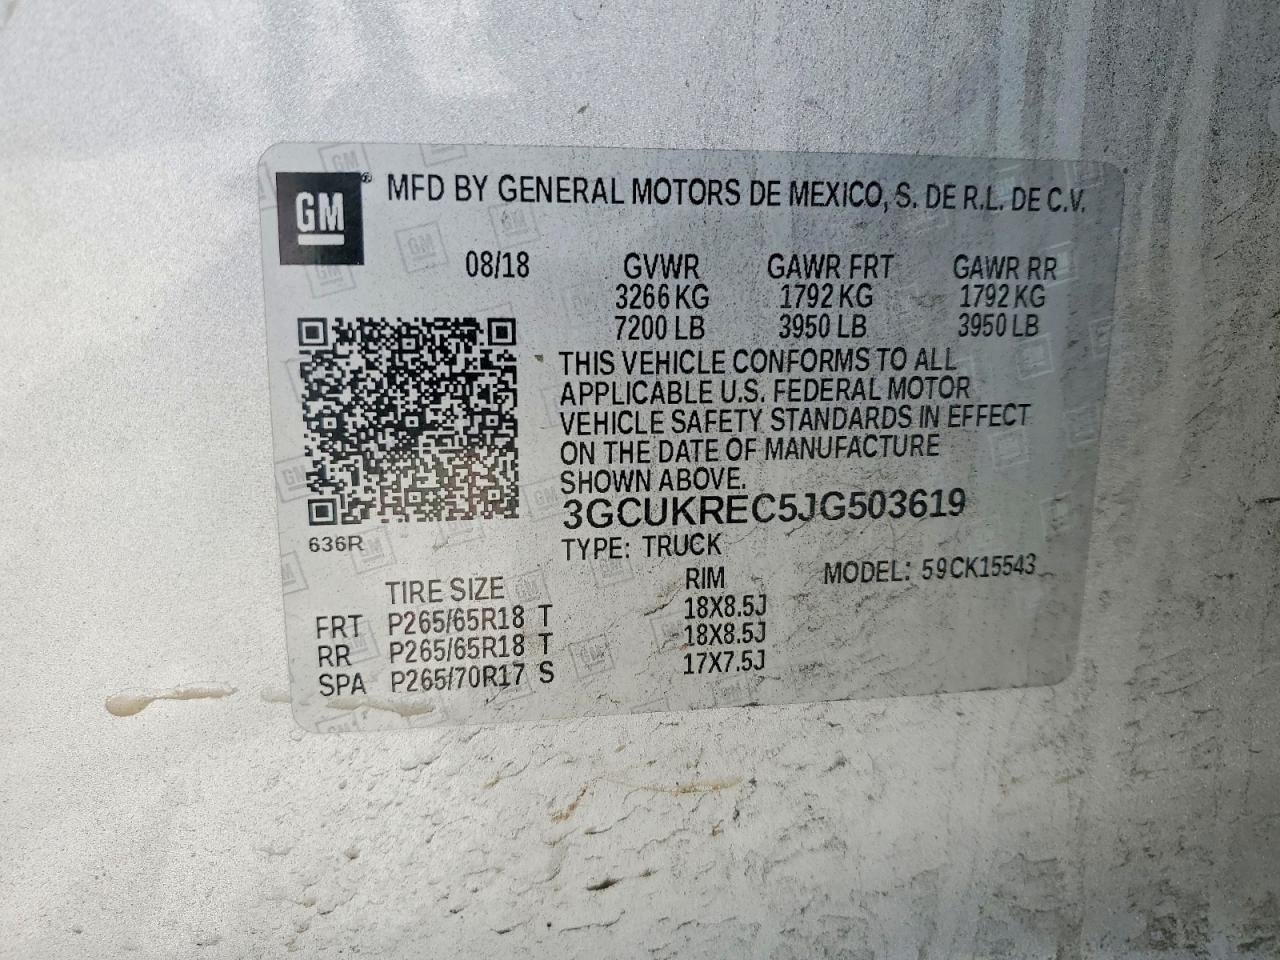 GM® MFD BY GENERAL MOTORS DE MEXICO, S. DE R.L. DE C.V.
08/18 GVWR GAWR FRT GAWR RR
3266 KG 1792 KG 1792 KG
7200 LB 3950 LB 3950 LB
THIS VEHICLE CONFORMS TO ALL
APPLICABLE U.S. FEDERAL MOTOR
VEHICLE SAFETY STANDARDS IN EFFECT
ON THE DATE OF MANUFACTURE
SHOWN ABOVE.
3GCUKREC5JG503619
636R
TYPE: TRUCK
MODEL: 59CK15543
TIRE SIZE RIM
FRT P265/65R18 T 18X8.5J
RR P265/65R18 T 18X8.5J
SPA P265/70R17 S 17X7.5J